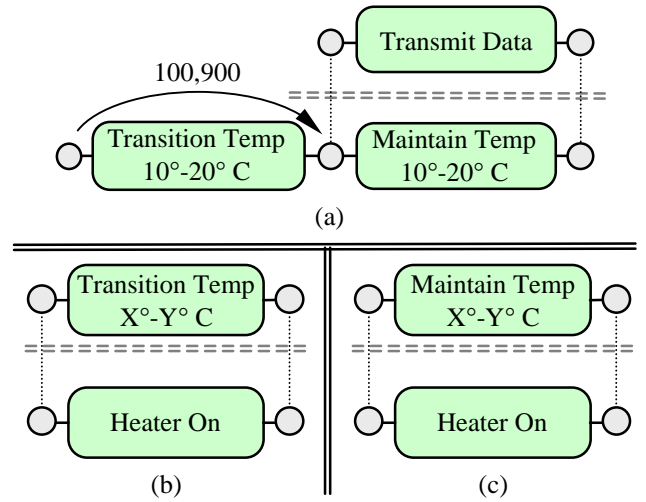 Transmit Data
100,900
Transition Temp
10°-20° C
Maintain Temp
10°-20° C
(a)
Transition Temp
X°-Y° C
Heater On
(b)
Maintain Temp
X°-Y° C
Heater On
(c)